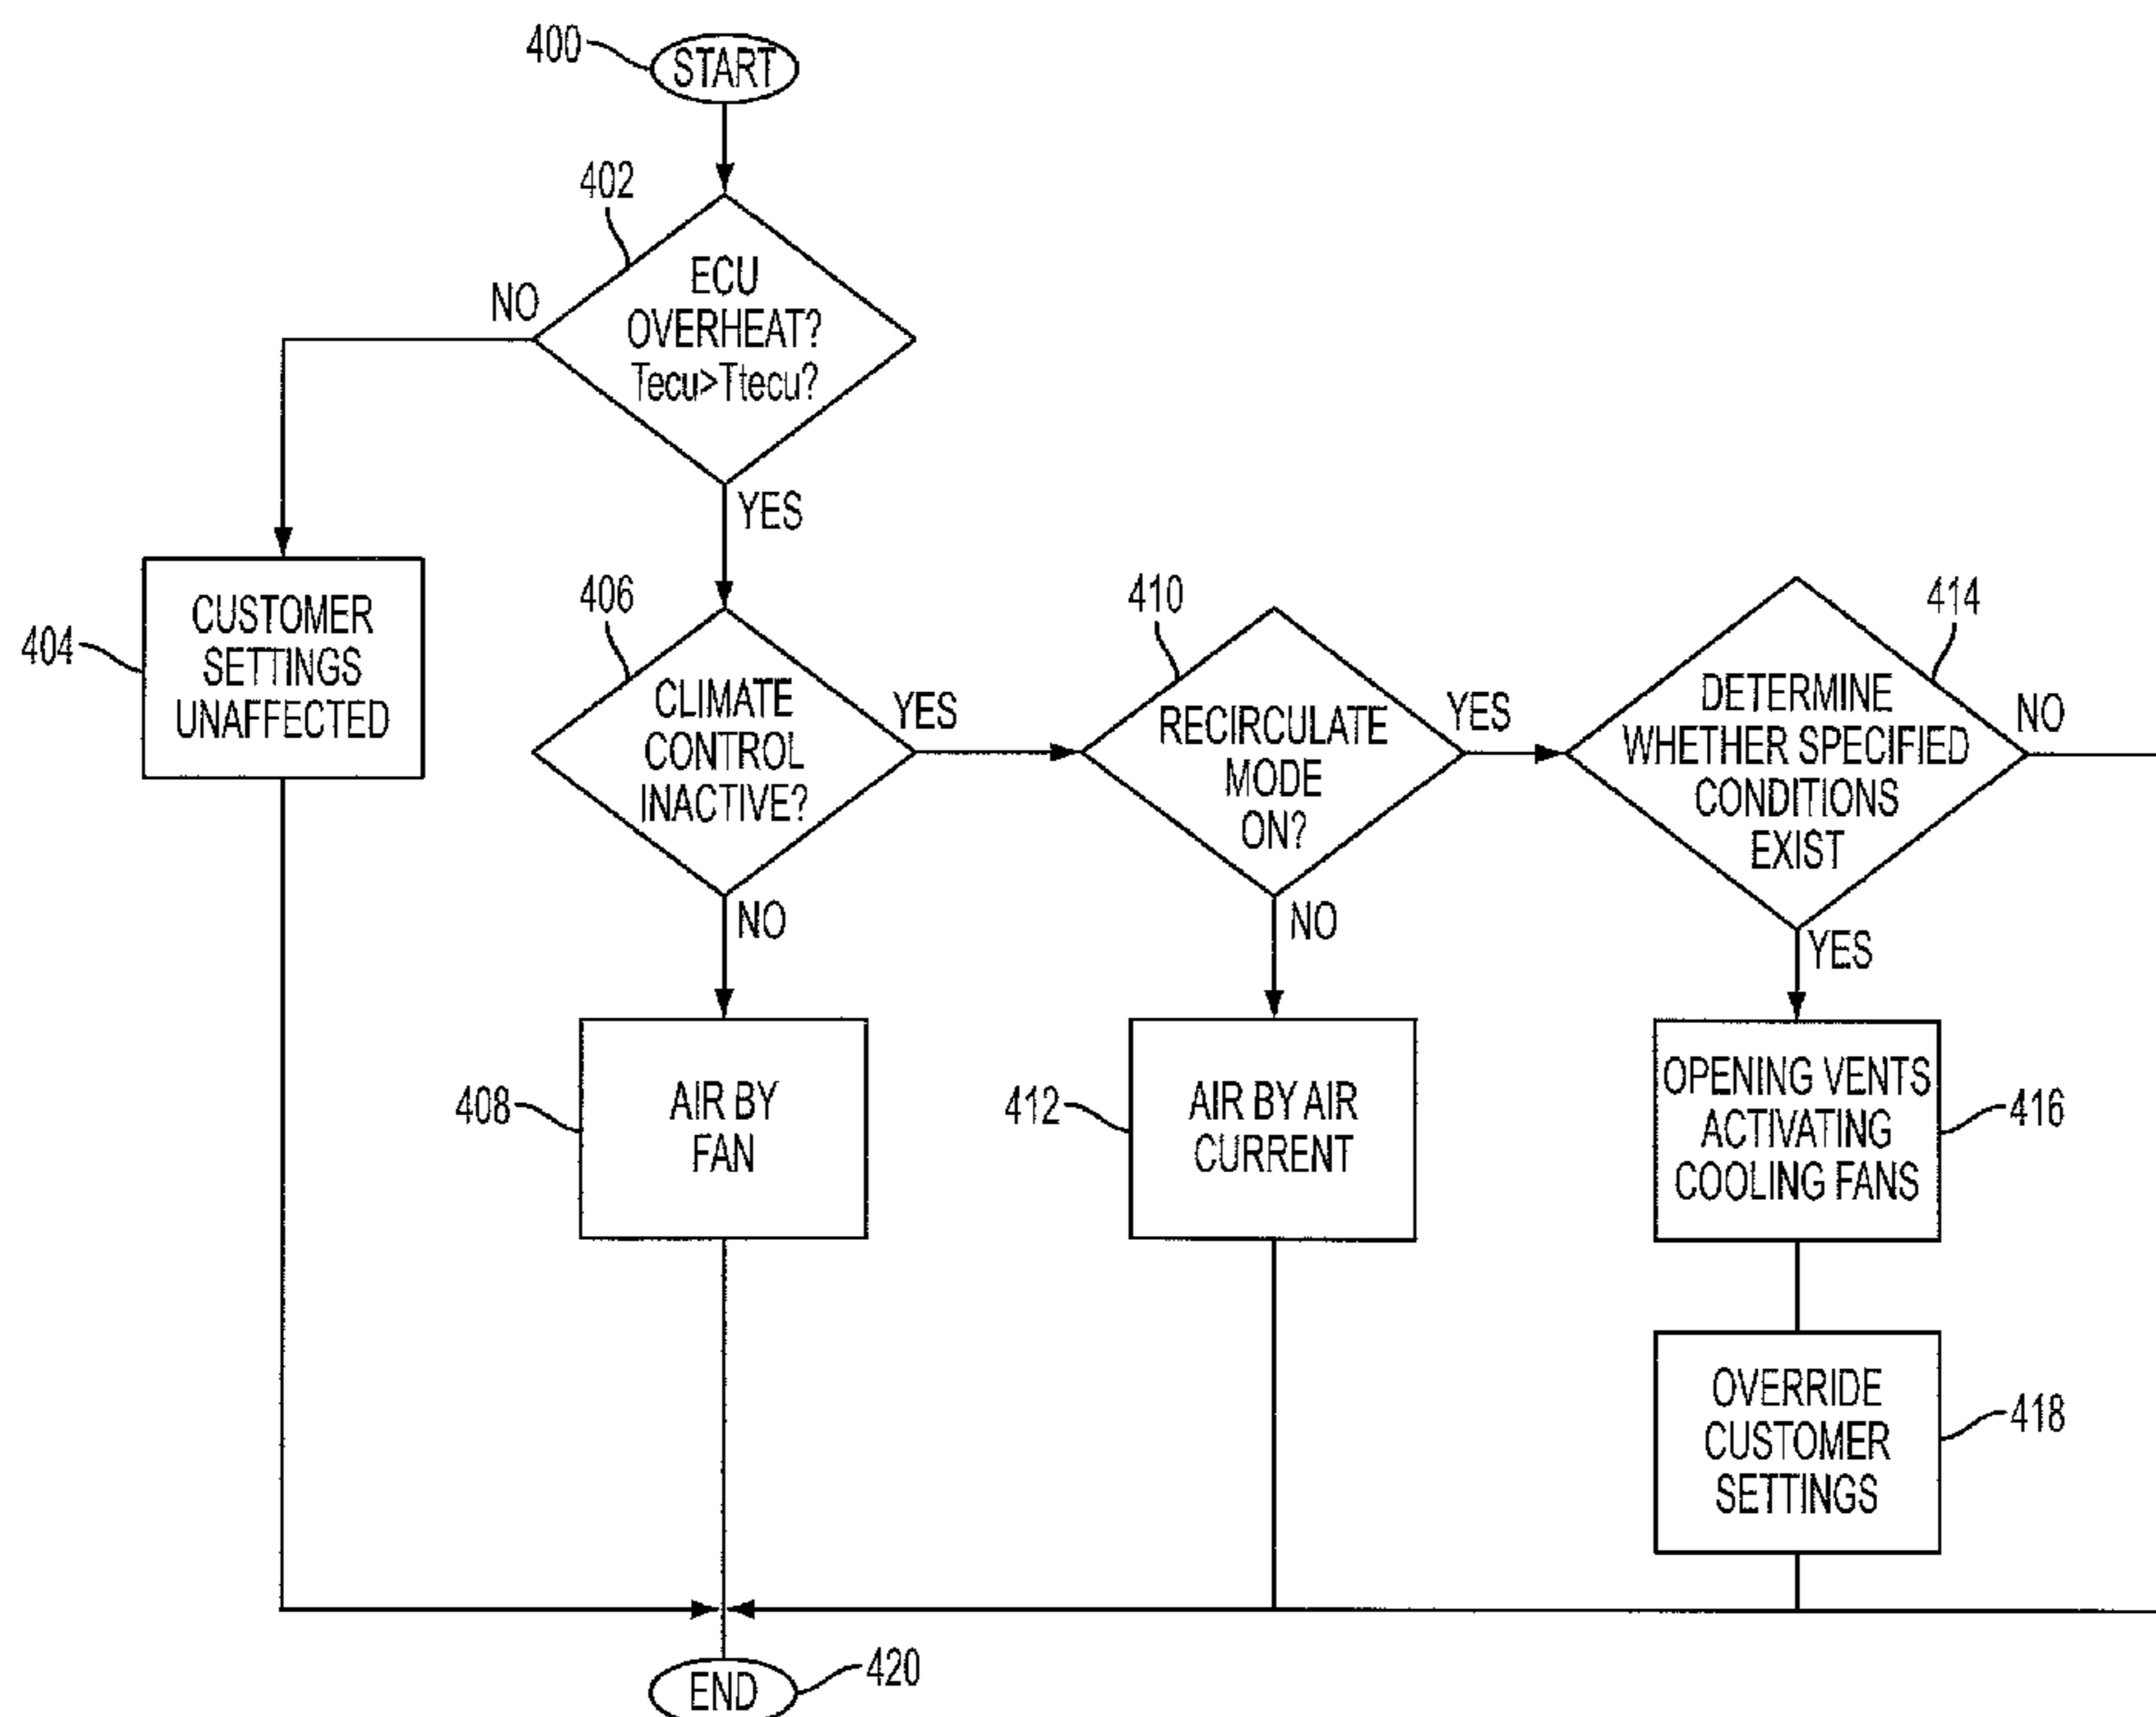 400
START
402
NO
ECU
OVERHEAT?
Tecu>Ttecu?
YES
404
CUSTOMER
SETTINGS
UNAFFECTED
406
CLIMATE
CONTROL
INACTIVE?
YES
NO
410
RECIRCULATE
MODE
ON?
YES
NO
414
DETERMINE
WHETHER SPECIFIED
CONDITIONS
EXIST
NO
YES
408
AIR BY
FAN
412
AIR BY AIR
CURRENT
OPENING VENTS
ACTIVATING
COOLING FANS
416
OVERRIDE
CUSTOMER
SETTINGS
418
END
420